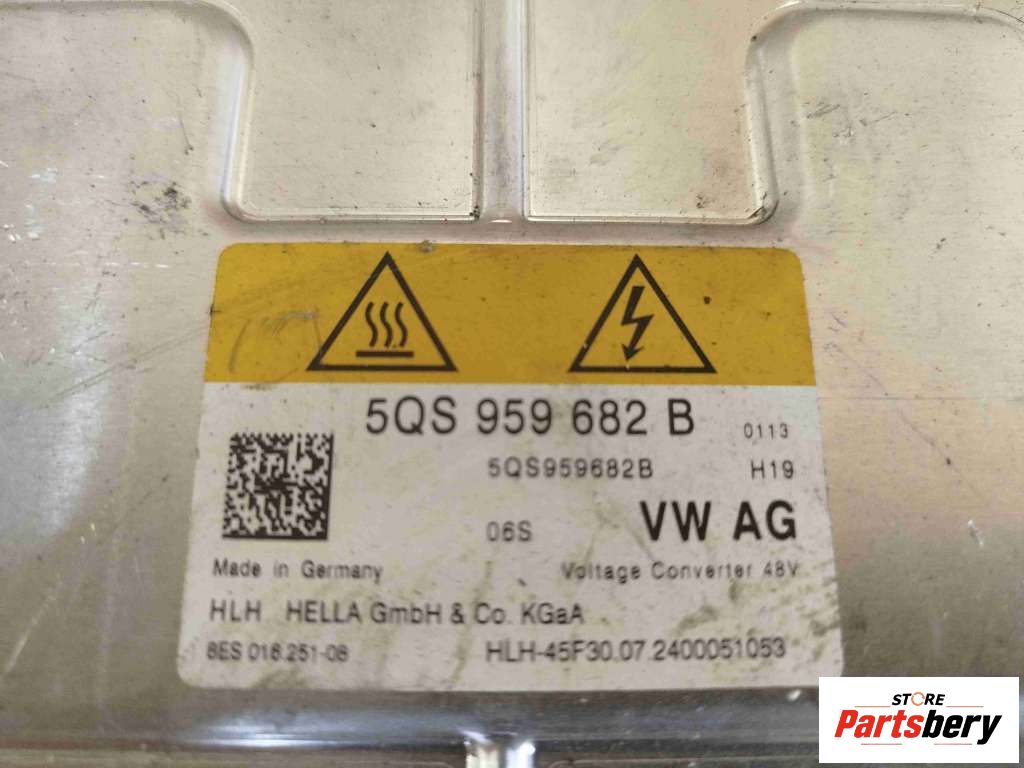 5QS 959 682 B 0113
5QS959682B H19
06S VW AG
Made in Germany Voltage Converter 48V
HLH HELLA GmbH & Co. KGaA
8ES 016.251-08 HLH-45F30.07.2400051053
STORE
Partsbery